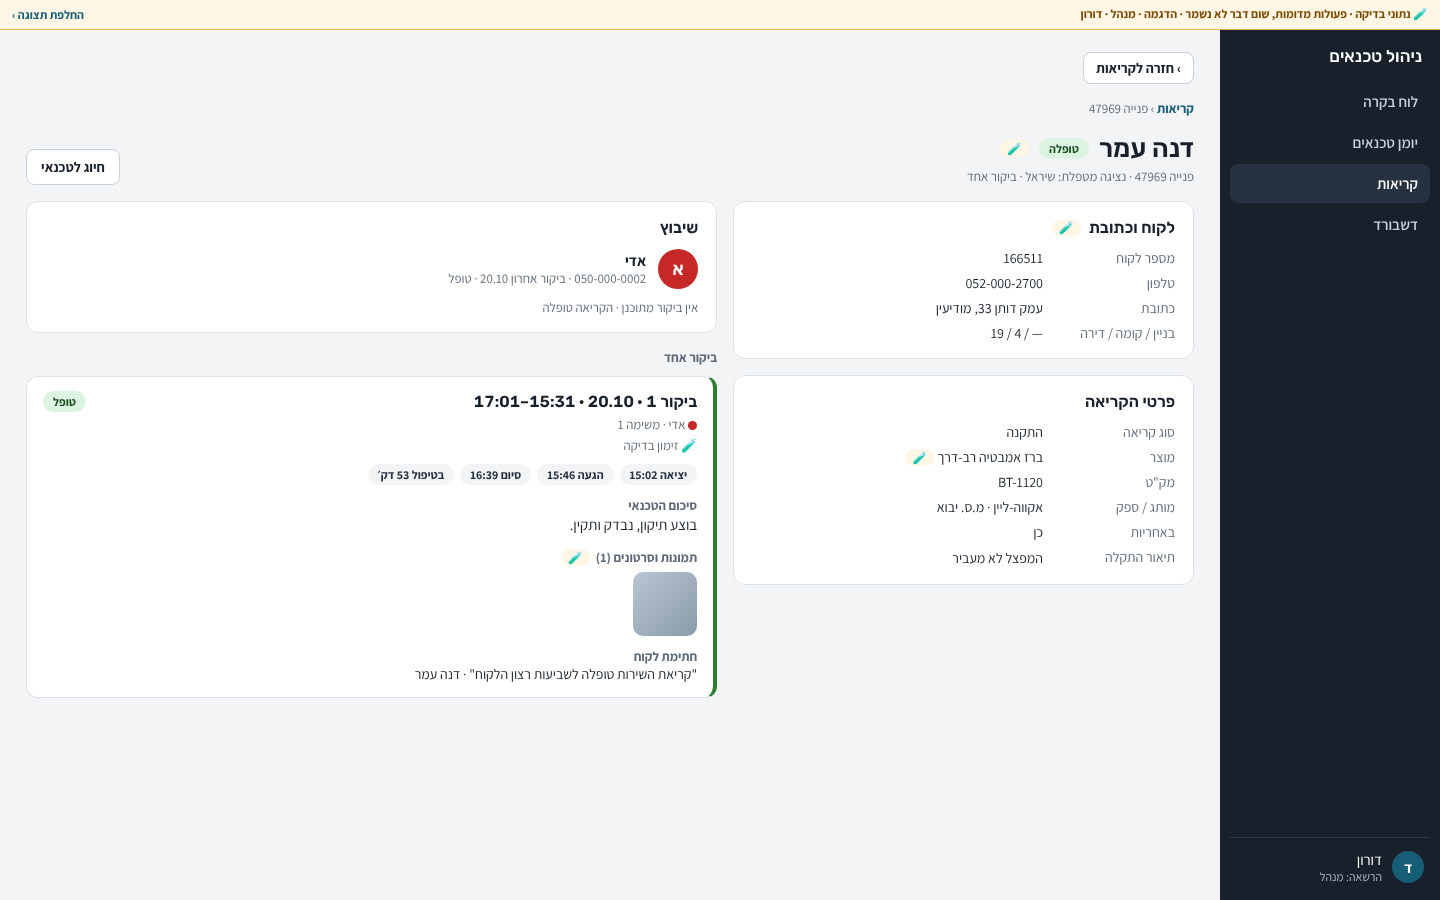 🧪 נתוני בדיקה · פעולות מדומות, שום דבר לא נשמר · הדגמה · מנהל · דורון
החלפת תצוגה ›
ניהול טכנאים
לוח בקרה
יומן טכנאים
קריאות
דשבורד
דורון
הרשאה: מנהל
ד
› חזרה לקריאות
קריאות › פנייה 47969
דנה עמר טופלה 🧪
פנייה 47969 · נציגה מטפלת: שיראל · ביקור אחד
חיוג לטכנאי
לקוח וכתובת 🧪
מספר לקוח 166511
טלפון 052-000-2700
כתובת עמק דותן 33, מודיעין
בניין / קומה / דירה — / 4 / 19
פרטי הקריאה
סוג קריאה התקנה
מוצר ברז אמבטיה רב-דרך 🧪
מק"ט BT-1120
מותג / ספק אקווה-ליין · מ.ס. יבוא
באחריות כן
תיאור התקלה המפצל לא מעביר
שיבוץ
א
אדי
050-000-0002 · ביקור אחרון 20.10 · טופל
אין ביקור מתוכנן · הקריאה טופלה
ביקור אחד
ביקור 1 · 20.10 · 15:31–17:01 טופל
אדי · משימה 1
🧪 זימון בדיקה
יציאה 15:02 הגעה 15:46 סיום 16:39 בטיפול 53 דק׳
סיכום הטכנאי
בוצע תיקון, נבדק ותקין.
תמונות וסרטונים (1) 🧪
חתימת לקוח
"קריאת השירות טופלה לשביעות רצון הלקוח" · דנה עמר